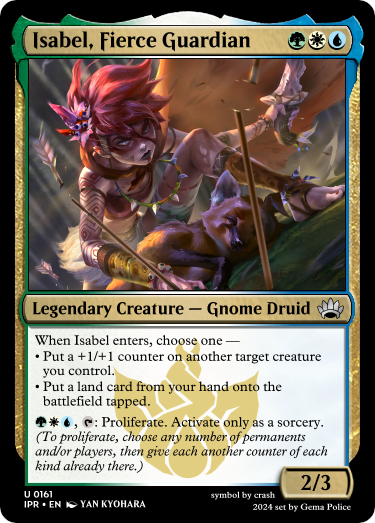 Isabel, Fierce Guardian
Legendary Creature — Gnome Druid
When Isabel enters, choose one —
• Put a +1/+1 counter on another target creature
you control.
• Put a land card from your hand onto the
battlefield tapped.
, : Proliferate. Activate only as a sorcery.
(To proliferate, choose any number of permanents
and/or players, then give each another counter of each
kind already there.)
2/3
U 0161
IPR • EN YAN KYOHARA
symbol by crash
2024 set by Gema Police